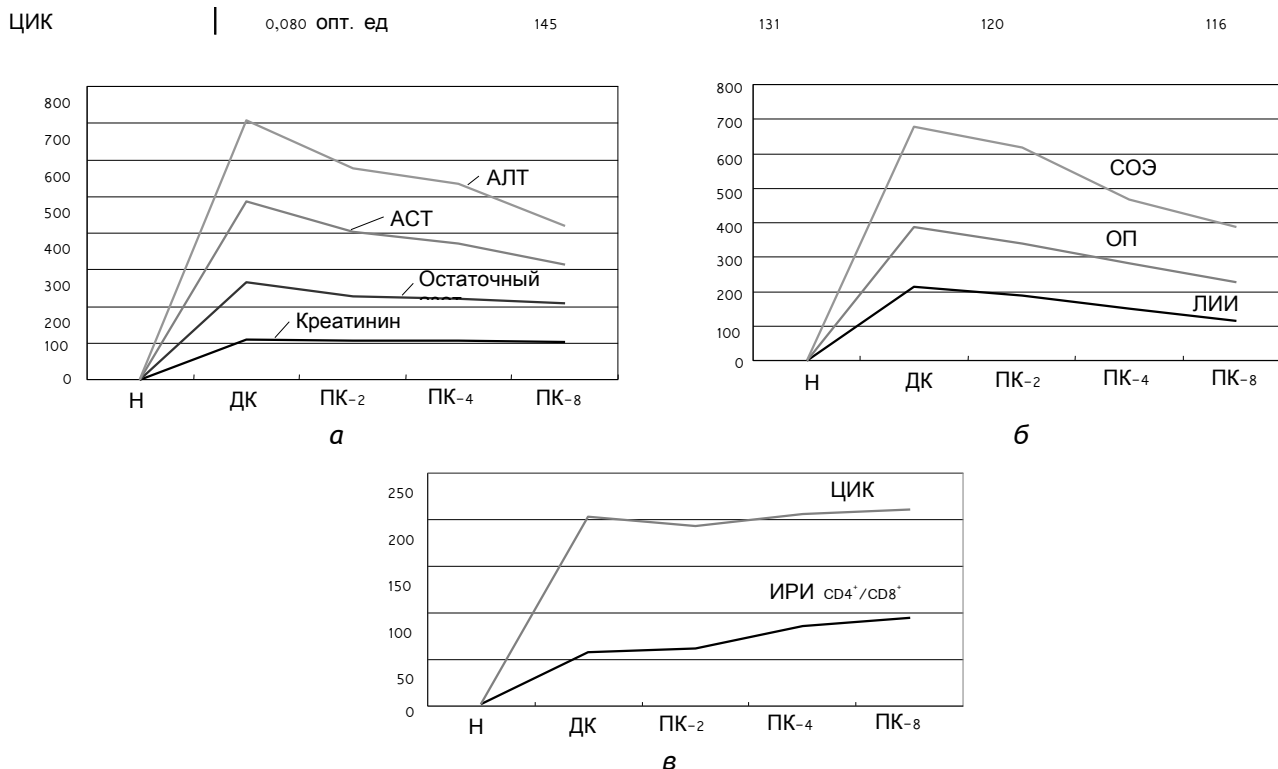 ЦИК 0,080 опт. ед 145 131 120 116
800
700
600
500
400
300
200
100
0
АЛТ
АСТ
Остаточный
Креатинин
Н ДК ПК-2 ПК-4 ПК-8
а
800
700
600
500
400
300
200
100
0
СОЭ
ОП
ЛИИ
Н ДК ПК-2 ПК-4 ПК-8
б
250
200
150
100
50
0
ЦИК
ИРИ CD4⁺/CD8⁺
Н ДК ПК-2 ПК-4 ПК-8
в